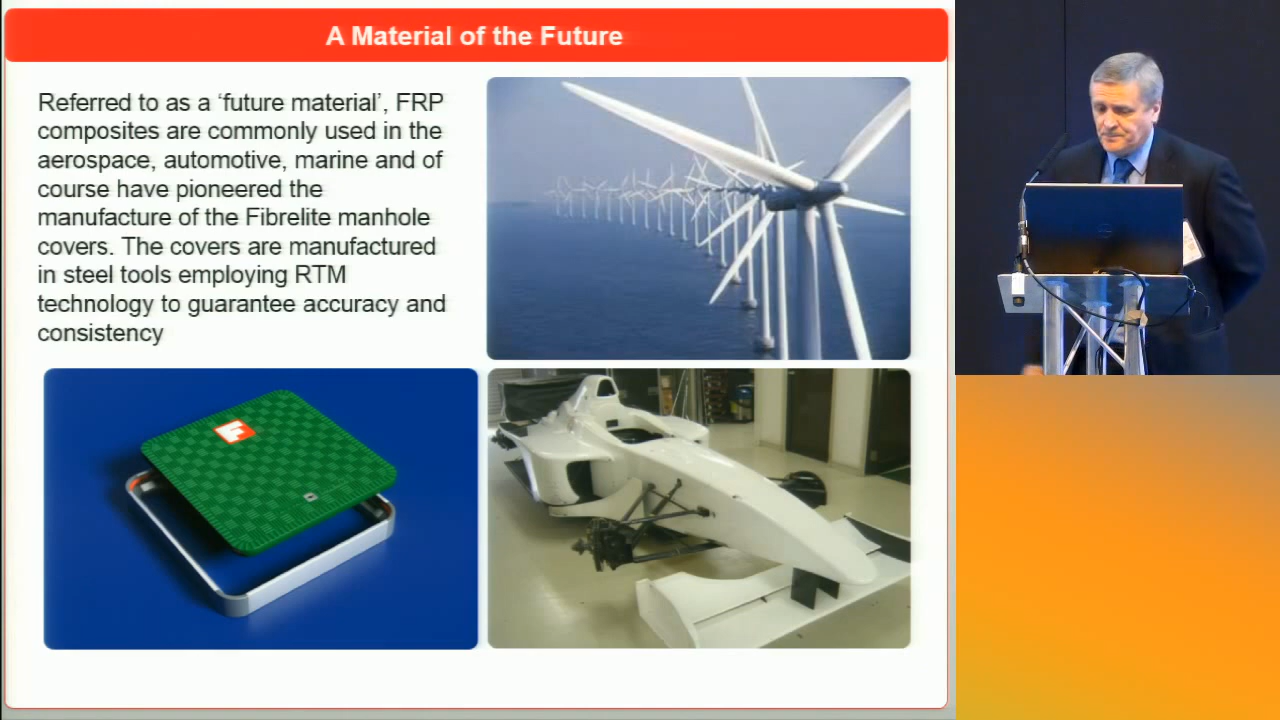 A Material of the Future
Referred to as a ‘future material’, FRP
composites are commonly used in the
aerospace, automotive, marine and of
course have pioneered the
manufacture of the Fibrelite manhole
covers. The covers are manufactured
in steel tools employing RTM
technology to guarantee accuracy and
consistency